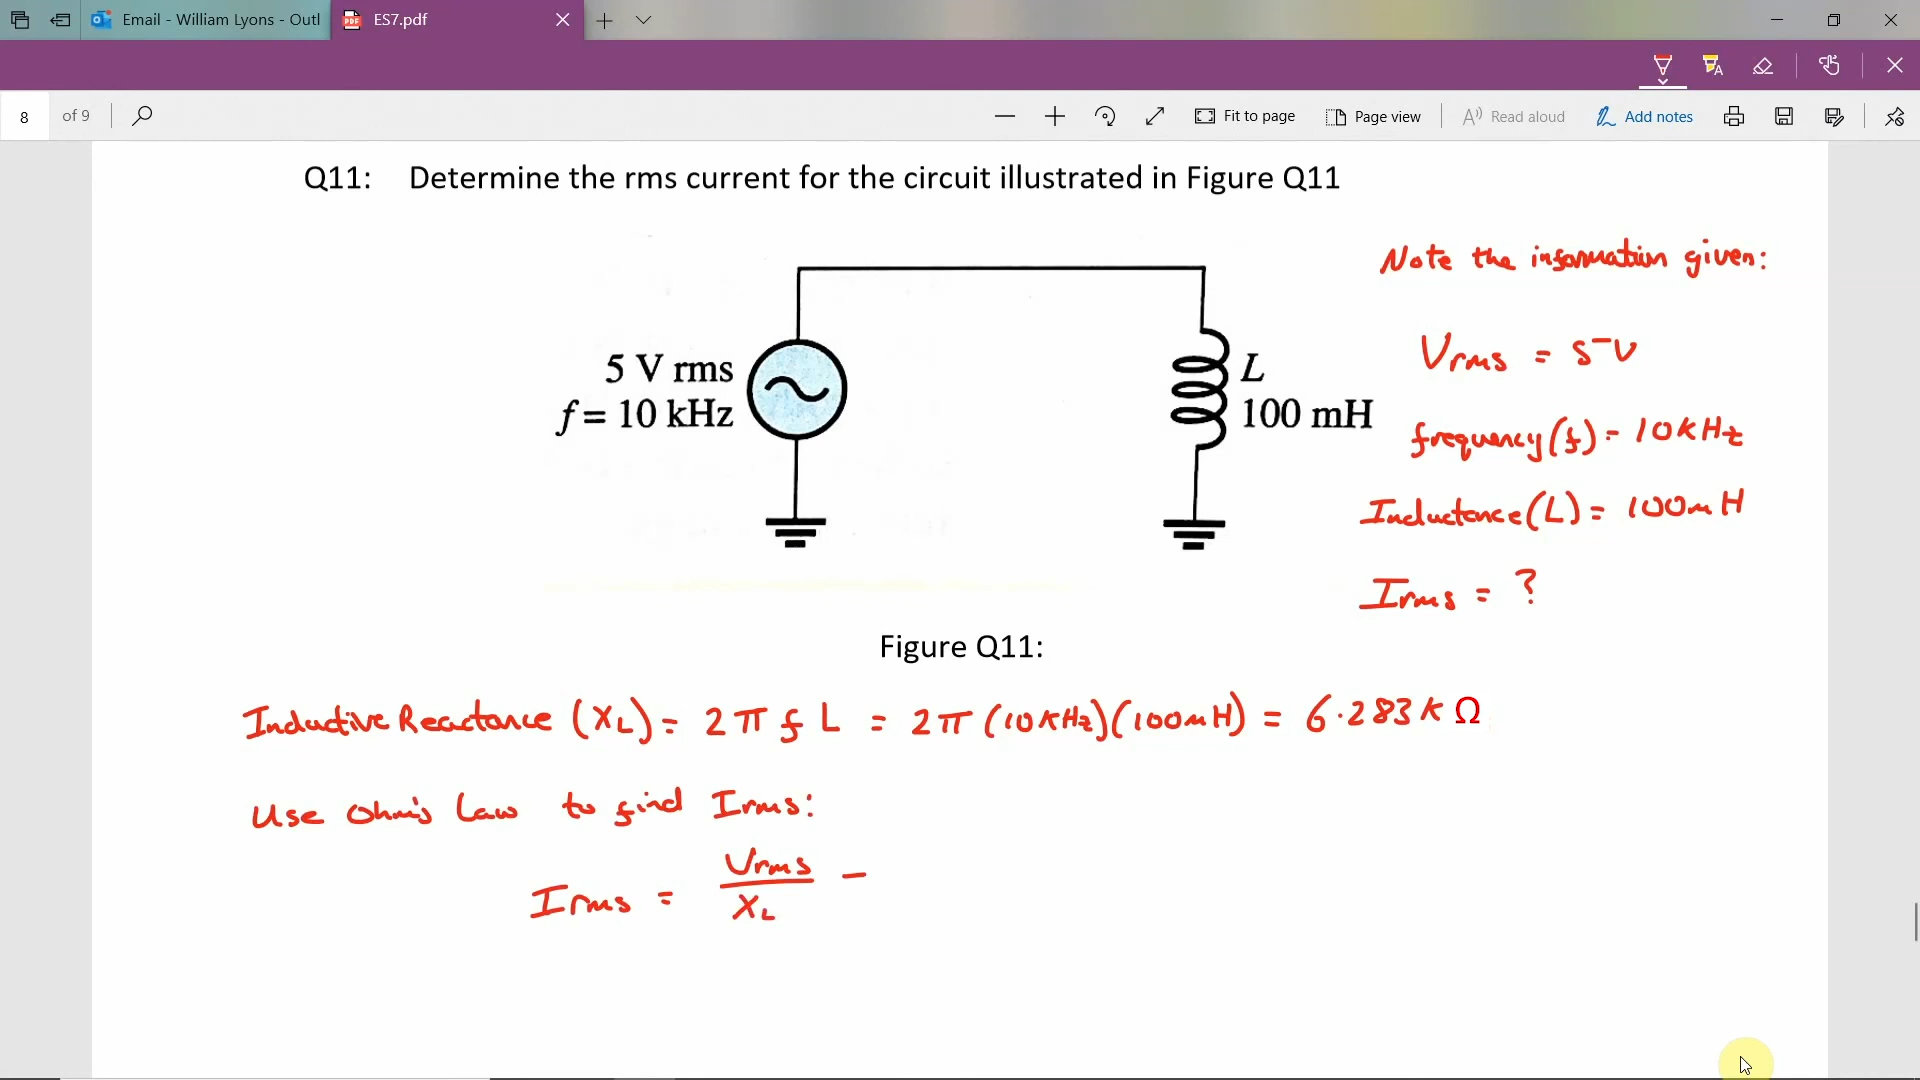 Email - William Lyons - Outl
ES7.pdf
8 of 9
Fit to page
Page view
Read aloud
Add notes
Q11: Determine the rms current for the circuit illustrated in Figure Q11
5 V rms
f = 10 kHz
L
100 mH
Note the information given:
Vrms = 5V
frequency(f) = 10kHz
Inductance(L) = 100mH
Irms = ?
Figure Q11:
Inductive Reactance (XL) = 2πfL = 2π(10kHz)(100mH) = 6.283kΩ
Use Ohm's Law to find Irms:
Irms = Vrms / XL –